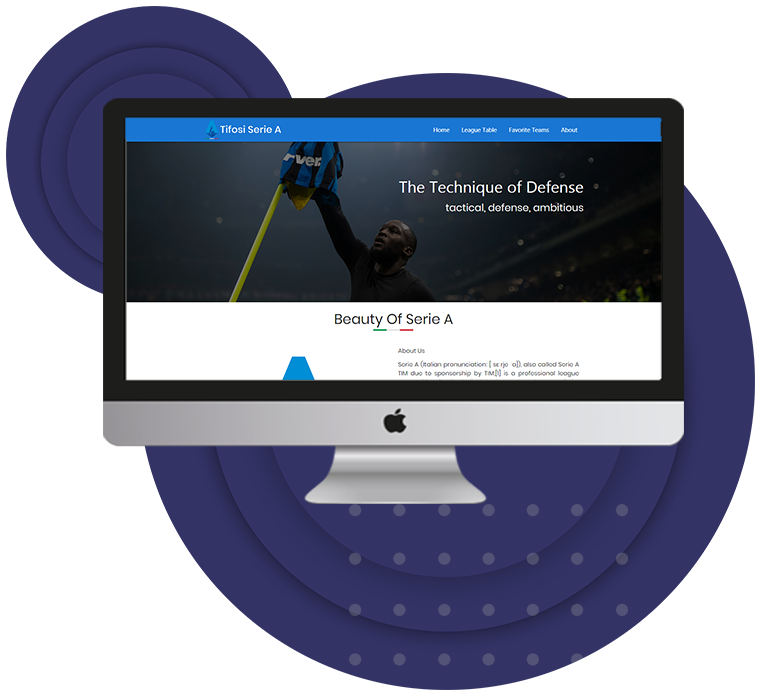 Tifosi Serie A
Home League Table Favorite Teams About
rver
The Technique of Defense
tactical, defense, ambitious
Beauty Of Serie A
About Us
Serie A (Italian pronunciation: [ˈsɛːrje ˈa]), also called Serie A
TIM due to sponsorship by TIM,[1] is a professional league